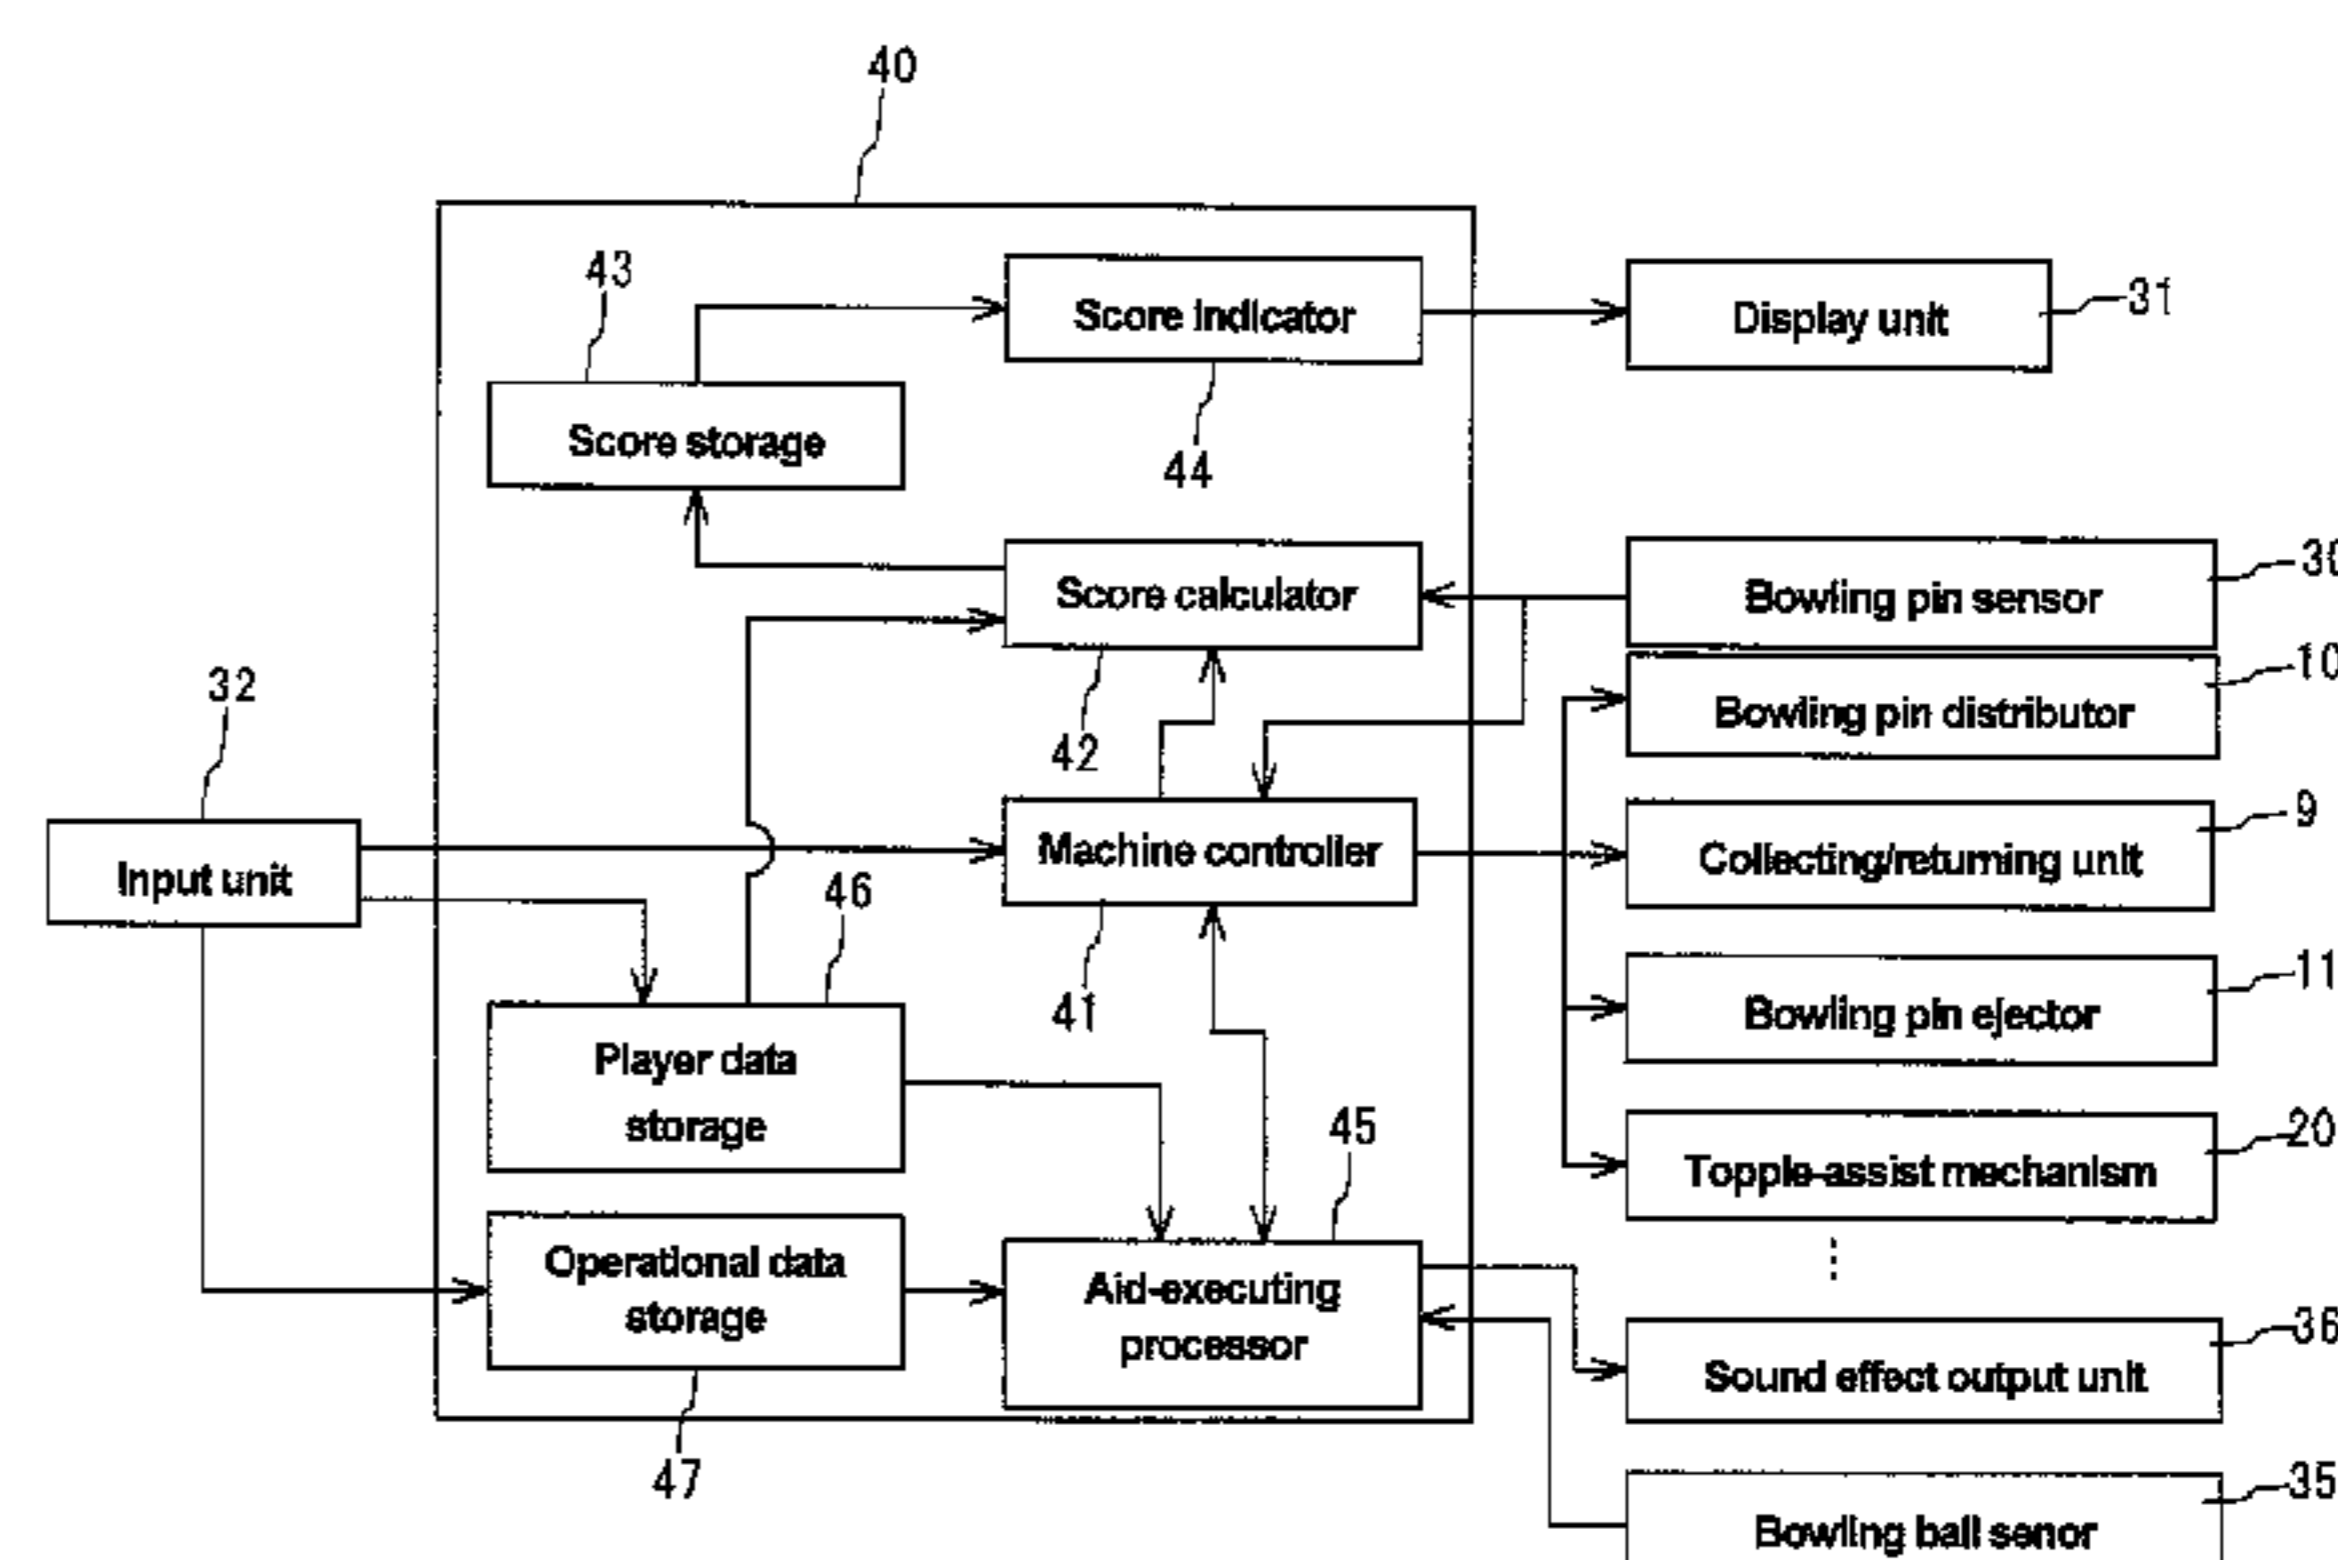 40
43
Score indicator
Display unit
31
Score storage
44
Score calculator
Bowling pin sensor
30
32
42
Bowling pin distributor
10
Input unit
46
Machine controller
Collecting/returning unit
9
41
Bowling pin ejector
11
Player data
storage
45
Topple-assist mechanism
20
Operational data
storage
Aid-executing
processor
Sound effect output unit
36
47
Bowling ball senor
35